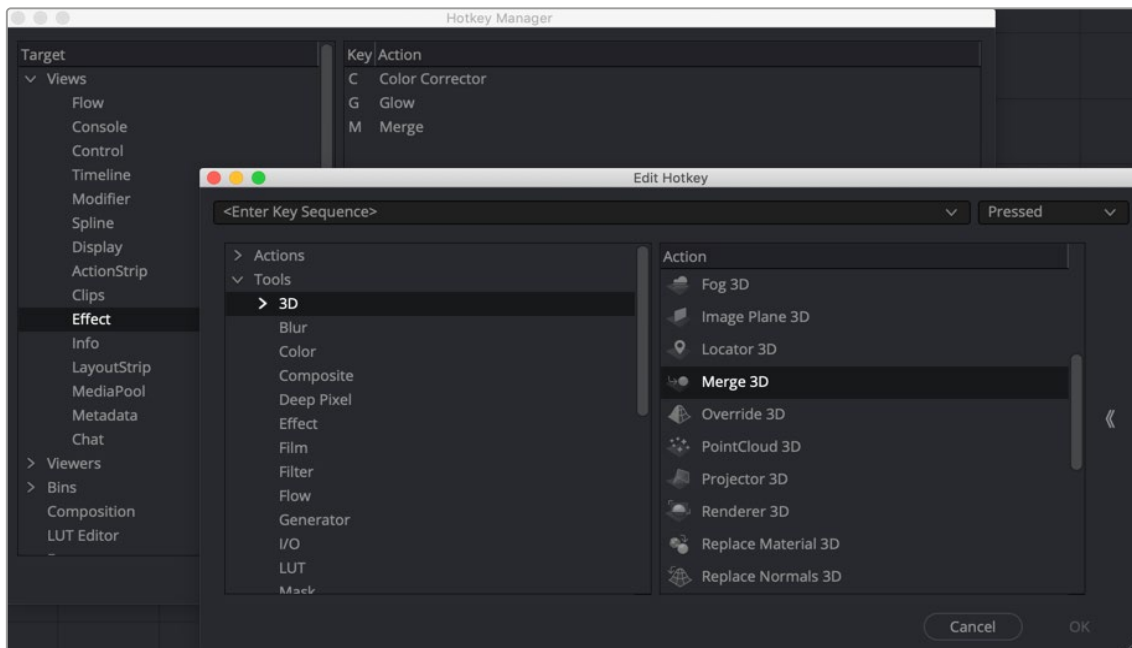 Hotkey Manager
Target
Views
Flow
Console
Control
Timeline
Modifier
Spline
Display
ActionStrip
Clips
Effect
Info
LayoutStrip
MediaPool
Metadata
Chat
Viewers
Bins
Composition
LUT Editor
Key Action
C Color Corrector
G Glow
M Merge
Edit Hotkey
<Enter Key Sequence>
Pressed
Actions
Tools
3D
Blur
Color
Composite
Deep Pixel
Effect
Film
Filter
Flow
Generator
I/O
LUT
Mask
Action
Fog 3D
Image Plane 3D
Locator 3D
Merge 3D
Override 3D
PointCloud 3D
Projector 3D
Renderer 3D
Replace Material 3D
Replace Normals 3D
Cancel
OK